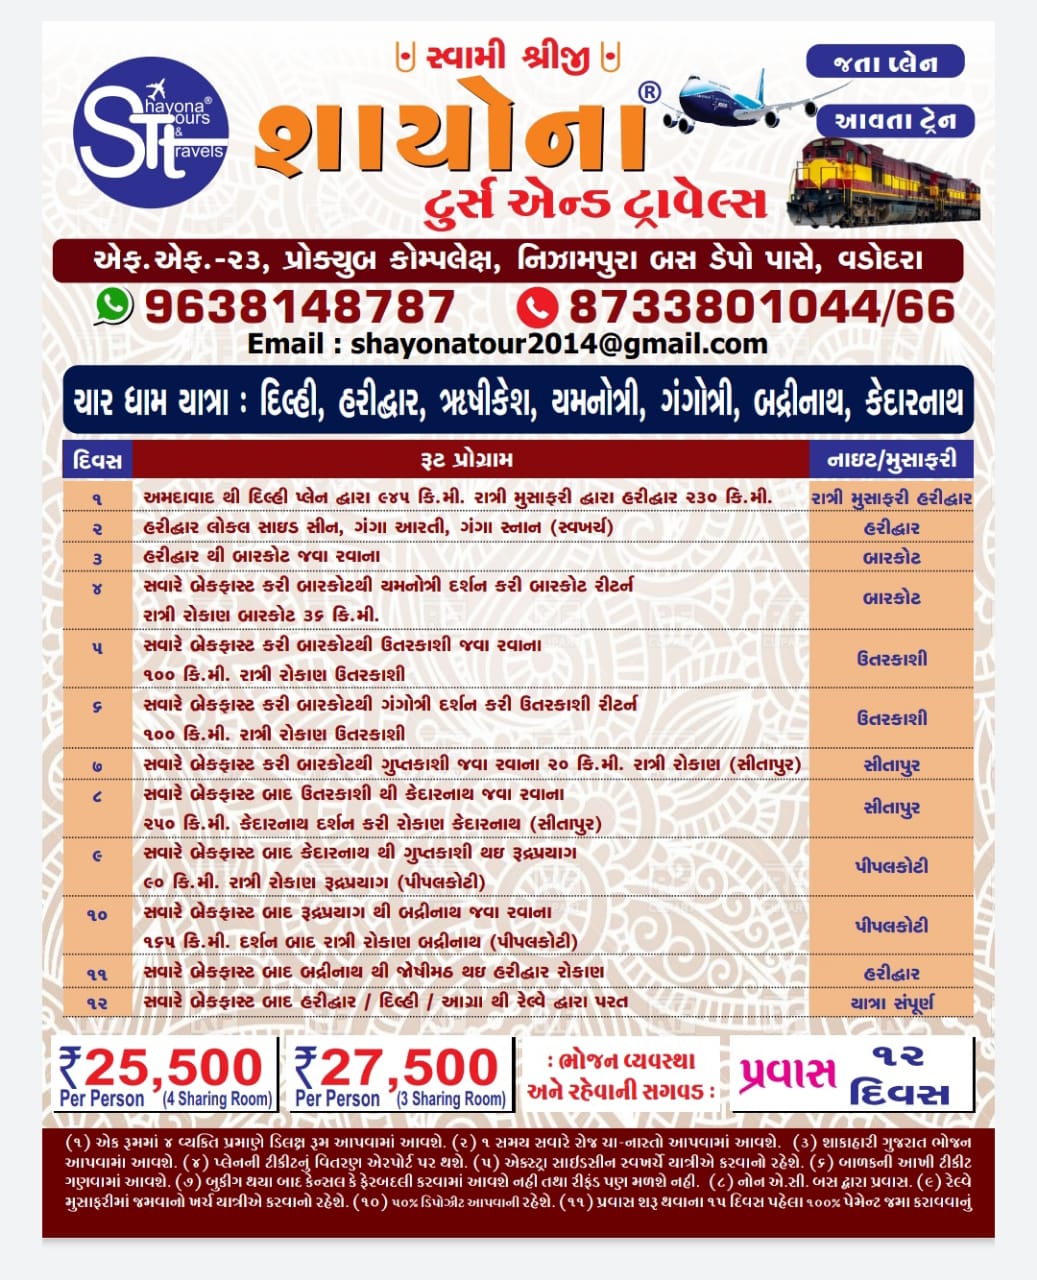 સ્વામી શ્રીજી
Shayona®
Tours
&
Travels
શાયોના®
ટુર્સ એન્ડ ટ્રાવેલ્સ
જતા પ્લેન
આવતા ટ્રેન
એફ.એફ.-૨૩, પ્રોક્યુબ કોમ્પલેક્ષ, નિઝામપુરા બસ ડેપો પાસે, વડોદરા
9638148787 8733801044/66
Email : shayonatour2014@gmail.com
ચાર ધામ યાત્રા : દિલ્હી, હરીદ્વાર, ઋષીકેશ, યમનોત્રી, ગંગોત્રી, બદ્રીનાથ, કેદારનાથ
દિવસ રૂટ પ્રોગ્રામ નાઇટ/મુસાફરી
૧ અમદાવાદ થી દિલ્હી પ્લેન દ્વારા ૯૪૫ કિ.મી. રાત્રી મુસાફરી દ્વારા હરીદ્વાર ૨૩૦ કિ.મી. રાત્રી મુસાફરી હરીદ્વાર
૨ હરીદ્વાર લોકલ સાઇડ સીન, ગંગા આરતી, ગંગા સ્નાન (સ્વખર્ચ) હરીદ્વાર
૩ હરીદ્વાર થી બારકોટ જવા રવાના બારકોટ
૪ સવારે બ્રેકફાસ્ટ કરી બારકોટથી યમનોત્રી દર્શન કરી બારકોટ રીટર્ન
રાત્રી રોકાણ બારકોટ ૩૬ કિ.મી. બારકોટ
૫ સવારે બ્રેકફાસ્ટ કરી બારકોટથી ઉતરકાશી જવા રવાના
૧૦૦ કિ.મી. રાત્રી રોકાણ ઉતરકાશી ઉતરકાશી
૬ સવારે બ્રેકફાસ્ટ કરી બારકોટથી ગંગોત્રી દર્શન કરી ઉતરકાશી રીટર્ન
૧૦૦ કિ.મી. રાત્રી રોકાણ ઉતરકાશી ઉતરકાશી
૭ સવારે બ્રેકફાસ્ટ કરી બારકોટથી ગુપ્તકાશી જવા રવાના ૨૦ કિ.મી. રાત્રી રોકાણ (સીતાપુર) સીતાપુર
૮ સવારે બ્રેકફાસ્ટ બાદ ઉતરકાશી થી કેદારનાથ જવા રવાના
૨૫૦ કિ.મી. કેદારનાથ દર્શન કરી રોકાણ કેદારનાથ (સીતાપુર) સીતાપુર
૯ સવારે બ્રેકફાસ્ટ બાદ કેદારનાથ થી ગુપ્તકાશી થઇ રૂદ્રપ્રયાગ
૯૦ કિ.મી. રાત્રી રોકાણ રૂદ્રપ્રયાગ (પીપલકોટી) પીપલકોટી
૧૦ સવારે બ્રેકફાસ્ટ બાદ રૂદ્રપ્રયાગ થી બદ્રીનાથ જવા રવાના
૧૬૫ કિ.મી. દર્શન બાદ રાત્રી રોકાણ બદ્રીનાથ (પીપલકોટી) પીપલકોટી
૧૧ સવારે બ્રેકફાસ્ટ બાદ બદ્રીનાથ થી જોષીમઠ થઇ હરીદ્વાર રોકાણ હરીદ્વાર
૧૨ સવારે બ્રેકફાસ્ટ બાદ હરીદ્વાર / દિલ્હી / આગ્રા થી રેલ્વે દ્વારા પરત યાત્રા સંપૂર્ણ
₹25,500
Per Person (4 Sharing Room)
₹27,500
Per Person (3 Sharing Room)
: ભોજન વ્યવસ્થા
અને રહેવાની સગવડ :
પ્રવાસ ૧૨
દિવસ
(૧) એક રૂમમાં ૪ વ્યકિત પ્રમાણે ડિલક્ષ રૂમ આપવામાં આવશે. (૨) ૧ સમય સવારે રોજ ચા-નાસ્તો આપવામાં આવશે. (૩) શાકાહારી ગુજરાત ભોજન
આપવામાં આવશે. (૪) પ્લેનની ટીકીટનું વિતરણ એરપોર્ટ પર થશે. (૫) એક્સ્ટ્રા સાઇડસીન સ્વખર્ચે યાત્રીએ કરવાનો રહેશે. (૬) બાળકની આખી ટીકીટ
ગણવામાં આવશે. (૭) બુકીગ થયા બાદ કેન્સલ કે ફેરબદલી કરવામાં આવશે નહી તથા રીફંડ પણ મળશે નહી. (૮) નોન એ.સી. બસ દ્વારા પ્રવાસ. (૯) રેલ્વે
મુસાફરીમાં જમવાનો ખર્ચ યાત્રીએ કરવાનો રહેશે. (૧૦) ૫૦% ડિપોઝીટ આપવાની રહેશે. (૧૧) પ્રવાસ શરૂ થવાના ૧૫ દિવસ પહેલા ૧૦૦% પેમેન્ટ જમા કરાવવાનું